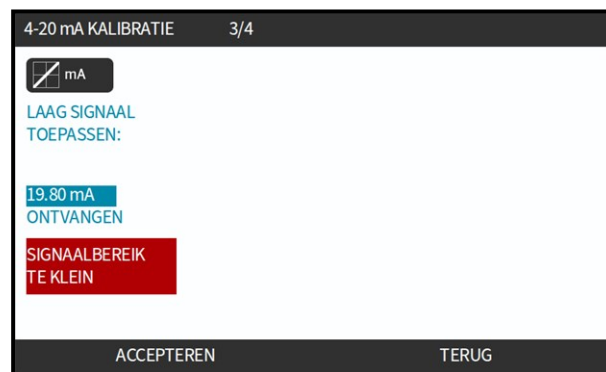 4-20 mA KALIBRATIE 3/4
mA
LAAG SIGNAAL
TOEPASSEN:
19.80 mA
ONTVANGEN
SIGNAALBEREIK
TE KLEIN
ACCEPTEREN TERUG